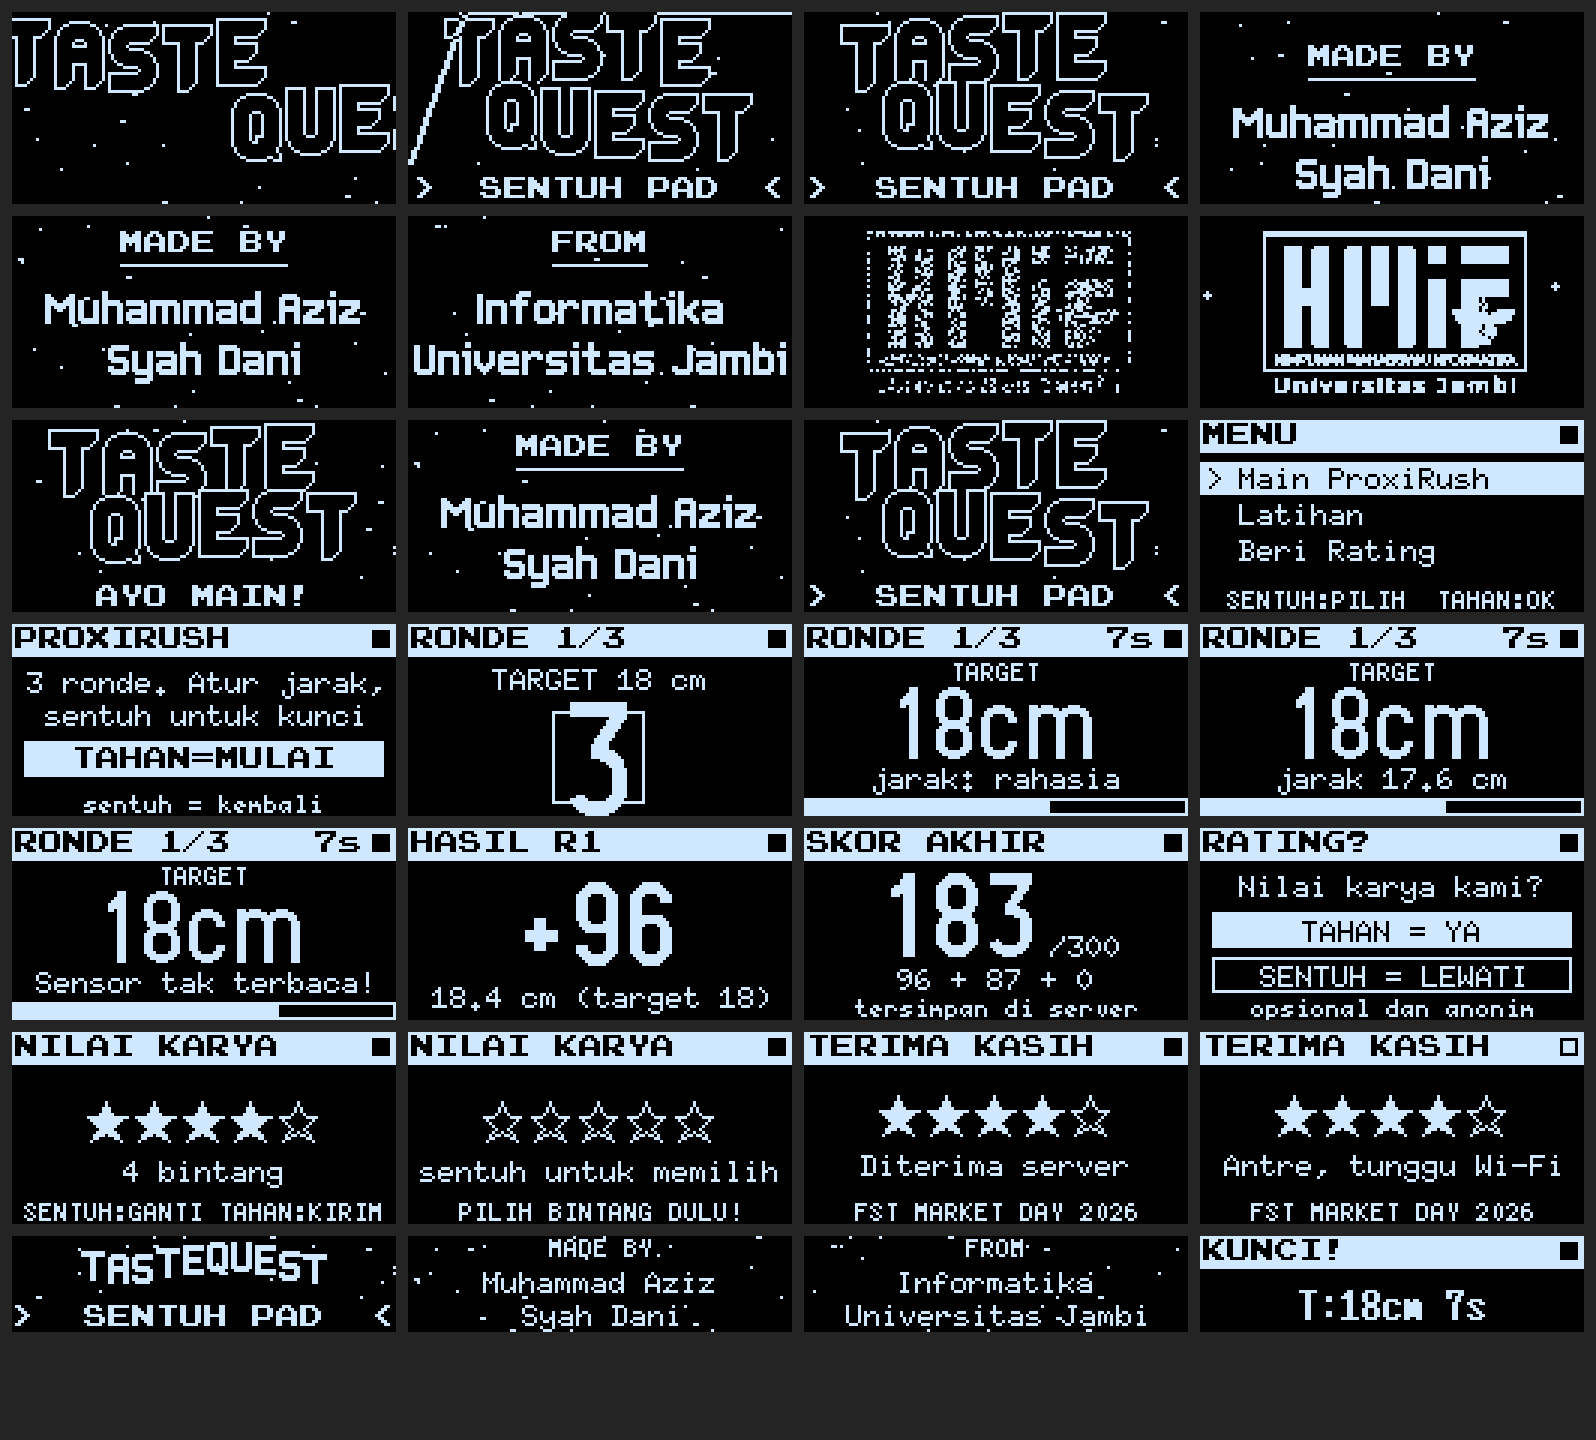 TASTE
QUE
TASTE
QUEST
> SENTUH PAD <
TASTE
QUEST
> SENTUH PAD <
MADE BY
Muhammad Aziz
Syah Dani
MADE BY
Muhammad Aziz
Syah Dani
FROM
Informatika
Universitas Jambi
HMIF
Universitas Jambi
TASTE
QUEST
AYO MAIN!
MADE BY
Muhammad Aziz
Syah Dani
TASTE
QUEST
> SENTUH PAD <
MENU
> Main ProxiRush
Latihan
Beri Rating
SENTUH:PILIH TAHAN:OK
PROXIRUSH
3 ronde. Atur jarak,
sentuh untuk kunci
TAHAN=MULAI
sentuh = kembali
RONDE 1/3
TARGET 18 cm
3
RONDE 1/3 7s
TARGET
18cm
jarak: rahasia
RONDE 1/3 7s
TARGET
18cm
jarak 17.6 cm
RONDE 1/3 7s
TARGET
18cm
Sensor tak terbaca!
HASIL R1
+96
18.4 cm (target 18)
SKOR AKHIR
183 /300
96 + 87 + 0
tersimpan di server
RATING?
Nilai karya kami?
TAHAN = YA
SENTUH = LEWATI
opsional dan anonim
NILAI KARYA
4 bintang
SENTUH:GANTI TAHAN:KIRIM
NILAI KARYA
sentuh untuk memilih
PILIH BINTANG DULU!
TERIMA KASIH
Diterima server
FST MARKET DAY 2026
TERIMA KASIH
Antre, tunggu Wi-Fi
FST MARKET DAY 2026
TASTEQUEST
> SENTUH PAD <
MADE BY
Muhammad Aziz
Syah Dani
FROM
Informatika
Universitas Jambi
KUNCI!
T:18cm 7s